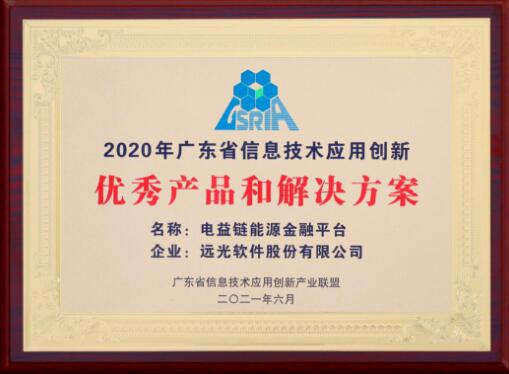 GSRIA
2020年广东省信息技术应用创新
优秀产品和解决方案
名称：电益链能源金融平台
企业：远光软件股份有限公司
广东省信息技术应用创新产业联盟
二〇二一年六月